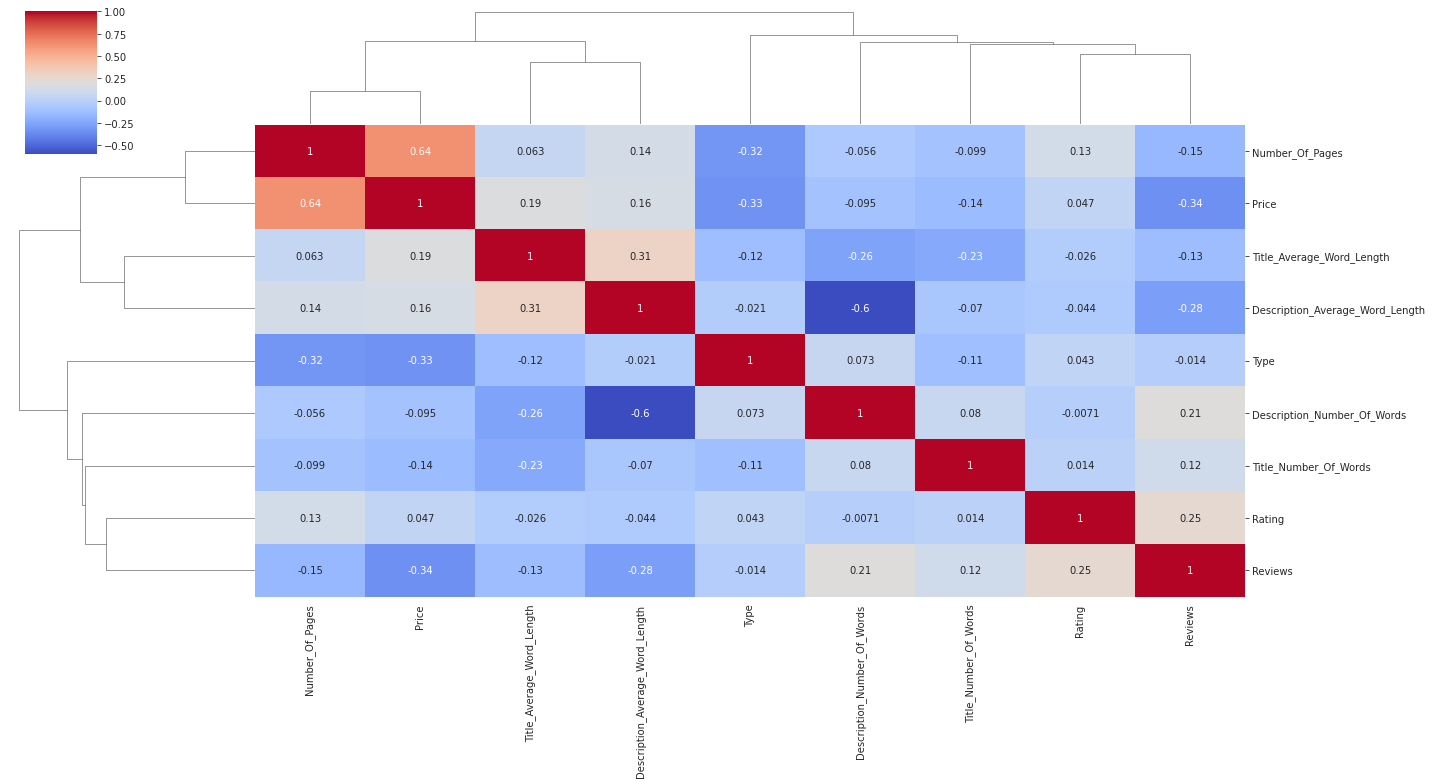 1.00
0.75
0.50
0.25
0.00
−0.25
−0.50
1 0.64 0.063 0.14 -0.32 -0.056 -0.099 0.13 -0.15 Number_Of_Pages
0.64 1 0.19 0.16 -0.33 -0.095 -0.14 0.047 -0.34 Price
0.063 0.19 1 0.31 -0.12 -0.26 -0.23 -0.026 -0.13 Title_Average_Word_Length
0.14 0.16 0.31 1 -0.021 -0.6 -0.07 -0.044 -0.28 Description_Average_Word_Length
-0.32 -0.33 -0.12 -0.021 1 0.073 -0.11 0.043 -0.014 Type
-0.056 -0.095 -0.26 -0.6 0.073 1 0.08 -0.0071 0.21 Description_Number_Of_Words
-0.099 -0.14 -0.23 -0.07 -0.11 0.08 1 0.014 0.12 Title_Number_Of_Words
0.13 0.047 -0.026 -0.044 0.043 -0.0071 0.014 1 0.25 Rating
-0.15 -0.34 -0.13 -0.28 -0.014 0.21 0.12 0.25 1 Reviews
Number_Of_Pages
Price
Title_Average_Word_Length
Description_Average_Word_Length
Type
Description_Number_Of_Words
Title_Number_Of_Words
Rating
Reviews